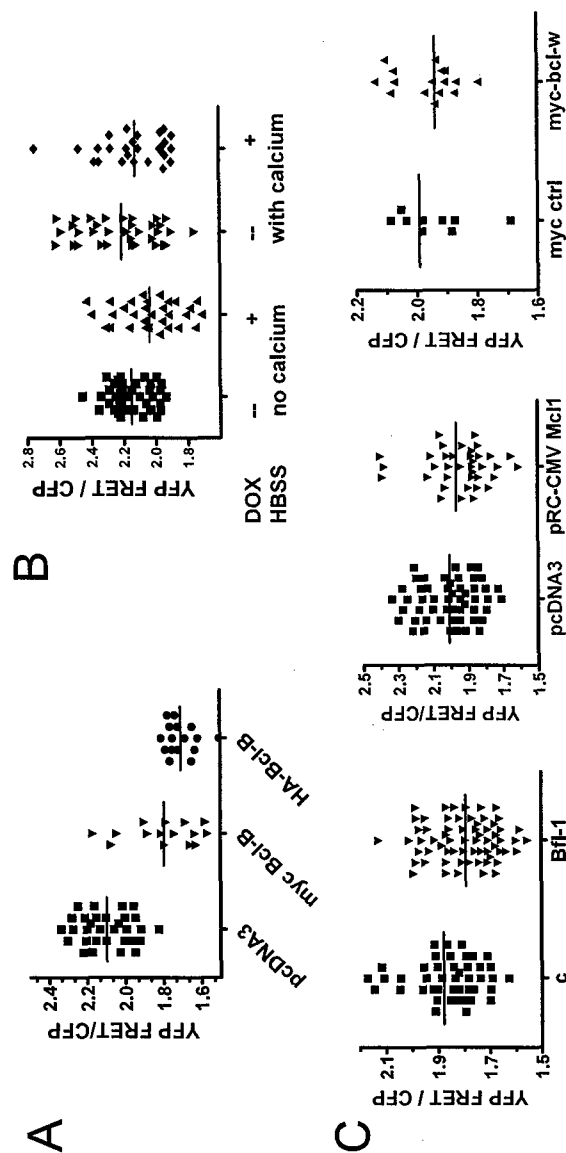 A
YFP FRET/CFP
2.4
2.2
2.0
1.8
1.6
pcDNA3
myc Bcl-B
HA-Bcl-B
B
YFP FRET / CFP
2.8
2.6
2.4
2.2
2.0
1.8
DOX -- + -- +
HBSS no calcium with calcium
C
YFP FRET / CFP
2.1
1.9
1.7
1.5
c Bfl-1
YFP FRET/CFP
2.5
2.3
2.1
1.9
1.7
1.5
pcDNA3 pRC-CMV Mcl1
YFP FRET / CFP
2.2
2.0
1.8
1.6
myc ctrl myc-bcl-w